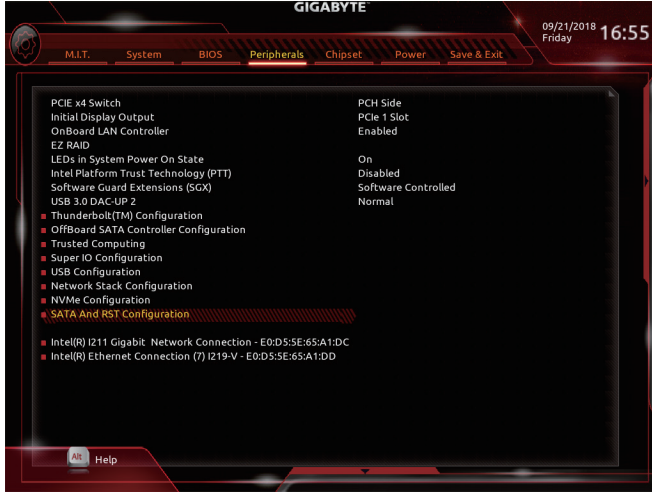 GIGABYTE™
09/21/2018 16:55
Friday
M.I.T. System BIOS Peripherals Chipset Power Save & Exit
PCIE x4 Switch PCH Side
Initial Display Output PCIe 1 Slot
OnBoard LAN Controller Enabled
EZ RAID
LEDs in System Power On State On
Intel Platform Trust Technology (PTT) Disabled
Software Guard Extensions (SGX) Software Controlled
USB 3.0 DAC-UP 2 Normal
Thunderbolt(TM) Configuration
OffBoard SATA Controller Configuration
Trusted Computing
Super IO Configuration
USB Configuration
Network Stack Configuration
NVMe Configuration
SATA And RST Configuration
Intel(R) I211 Gigabit Network Connection - E0:D5:5E:65:A1:DC
Intel(R) Ethernet Connection (7) I219-V - E0:D5:5E:65:A1:DD
Alt Help